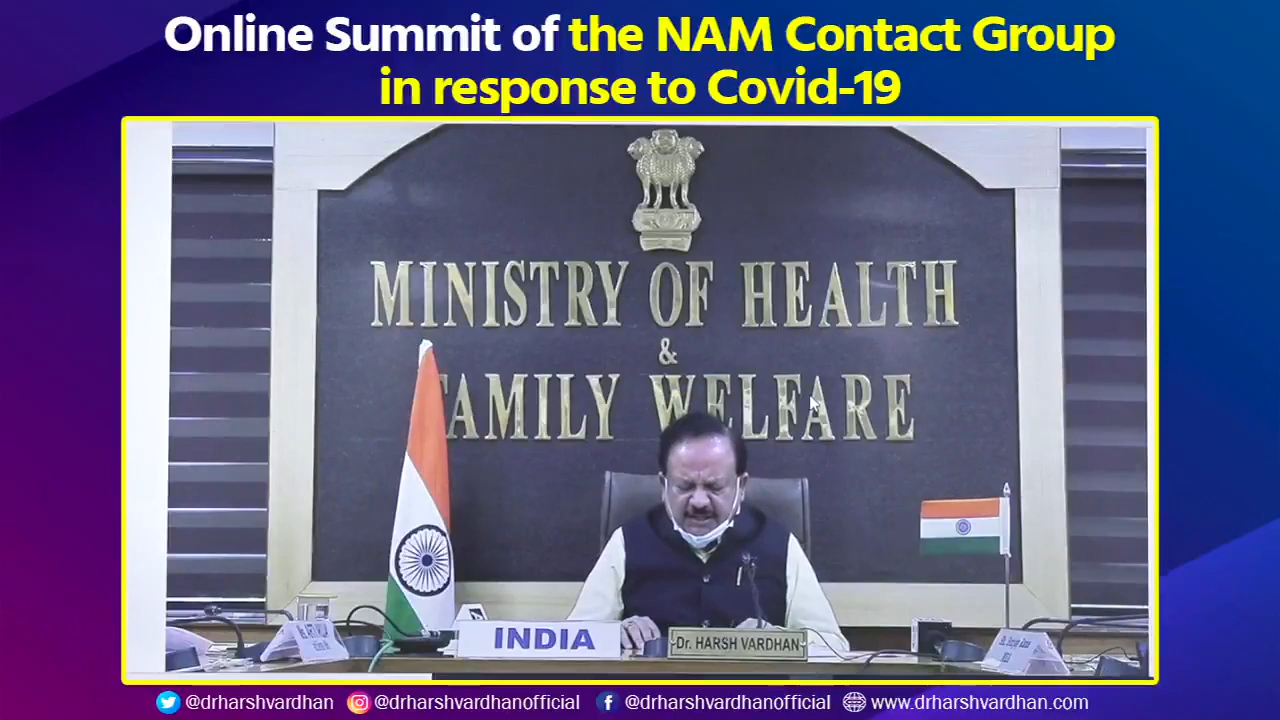 Online Summit of the NAM Contact Group
in response to Covid-19
MINISTRY OF HEALTH
&
FAMILY WELFARE
INDIA
Dr. HARSH VARDHAN
@drharshvardhan @drharshvardhanofficial @drharshvardhanofficial www.drharshvardhan.com